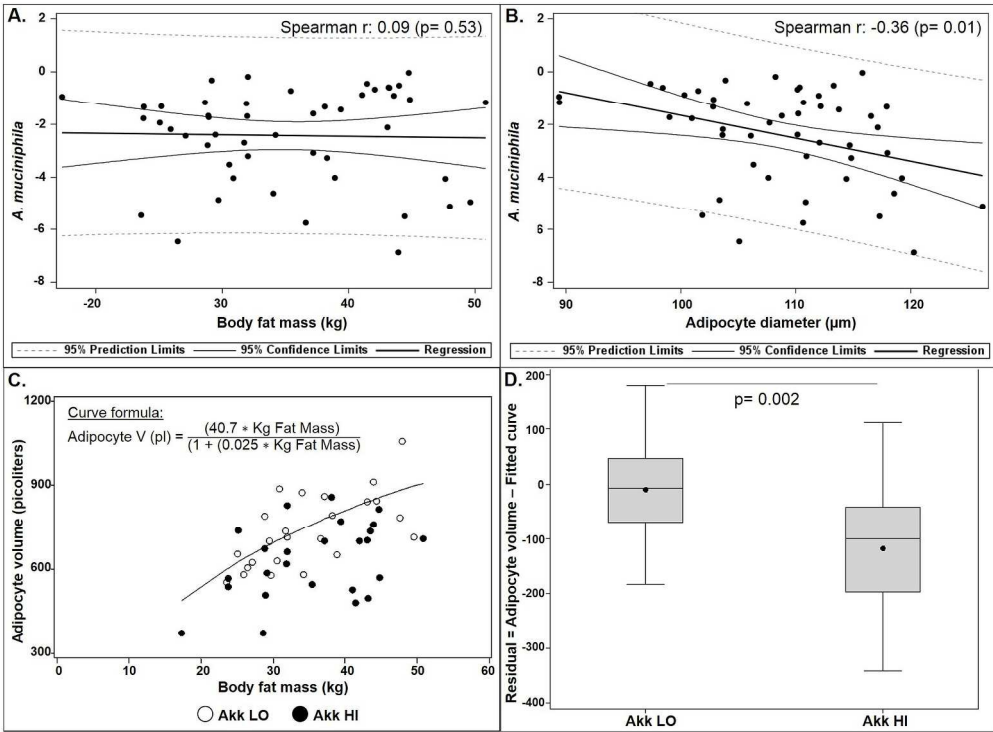 A.
Spearman r: 0.09 (p= 0.53)
2
0
-2
-4
-6
-8
A. muciniphila
-20
30
40
50
Body fat mass (kg)
95% Prediction Limits
95% Confidence Limits
Regression
B.
Spearman r: -0.36 (p= 0.01)
2
0
2
4
6
-8
A. muciniphila
90
100
110
120
Adipocyte diameter (µm)
95% Prediction Limits
95% Confidence Limits
Regression
C.
Curve formula:
Adipocyte V (pl) = (40.7 * Kg Fat Mass)
(1 + (0.025 * Kg Fat Mass)
1200
900
600
300
Adipocyte volume (picoliters)
0
10
20
30
40
50
60
Body fat mass (kg)
Akk LO
Akk HI
D.
p= 0.002
200
100
0
-100
-200
-300
-400
Residual = Adipocyte volume – Fitted curve
Akk LO
Akk HI